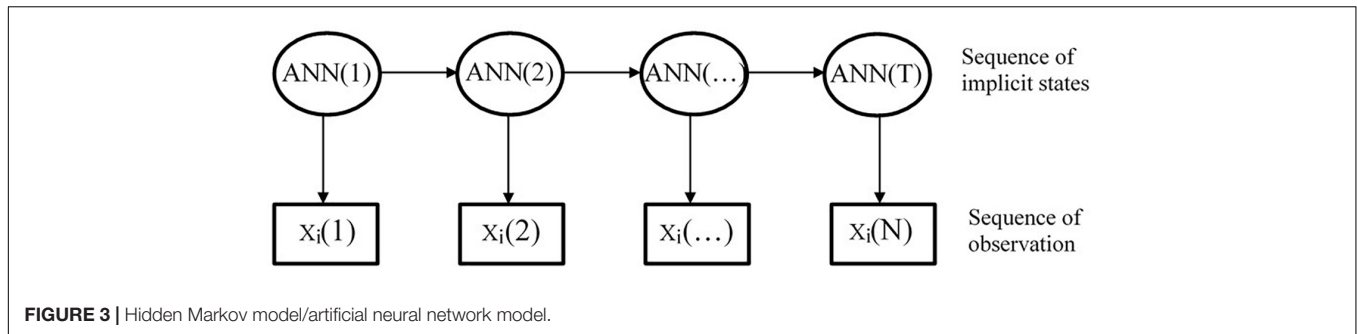 ANN(1) ANN(2) ANN(...) ANN(T) Sequence of
implicit states
Xi(1) Xi(2) Xi(...) Xi(N) Sequence of
observation
FIGURE 3 | Hidden Markov model/artificial neural network model.